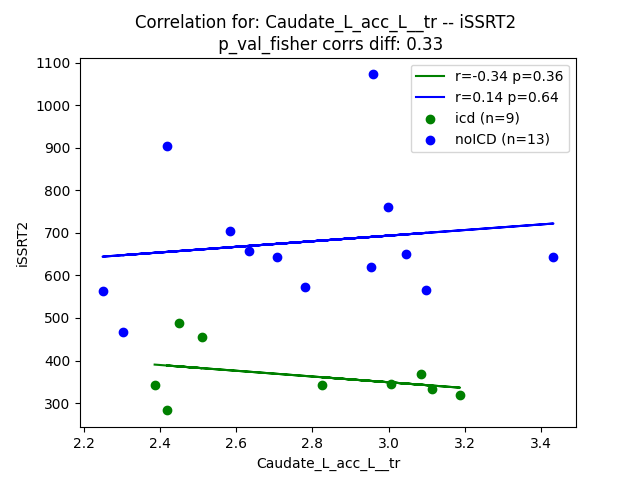 Correlation for: Caudate_L_acc_L__tr -- iSSRT2
p_val_fisher corrs diff: 0.33
r=-0.34 p=0.36
r=0.14 p=0.64
icd (n=9)
noICD (n=13)
iSSRT2
1100
1000
900
800
700
600
500
400
300
2.2 2.4 2.6 2.8 3.0 3.2 3.4
Caudate_L_acc_L__tr